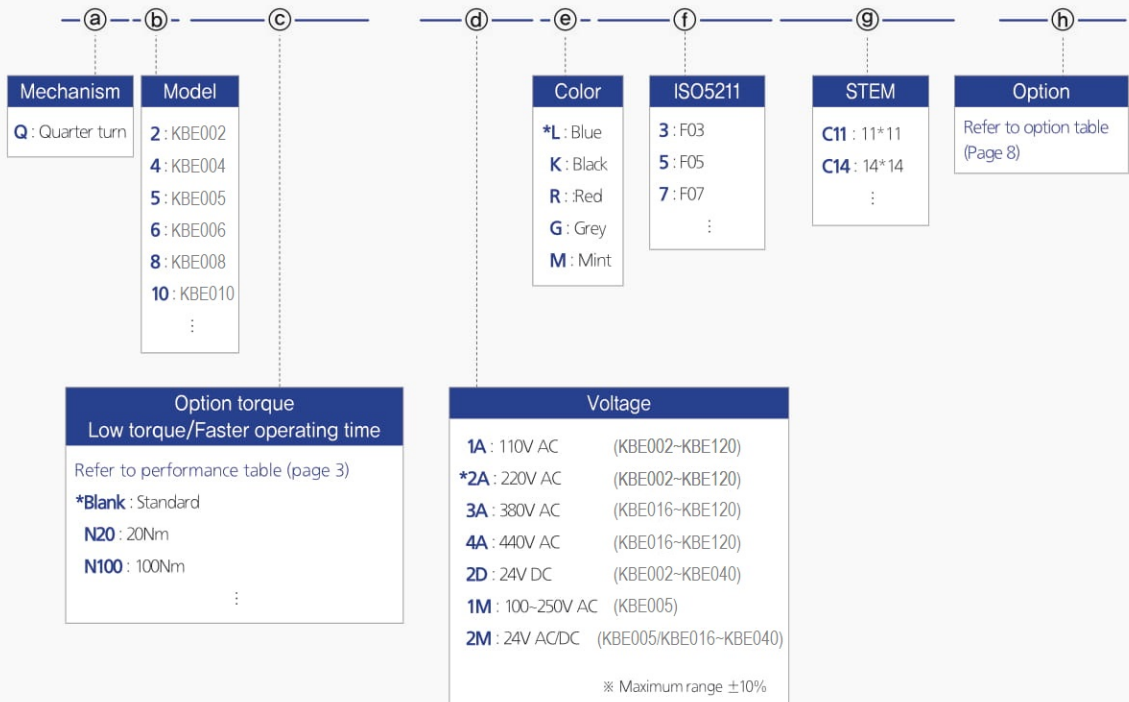 ⓐ ⓑ ⓒ ⓓ ⓔ ⓕ ⓖ ⓗ
Mechanism
Q : Quarter turn
Model
2 : KBE002
4 : KBE004
5 : KBE005
6 : KBE006
8 : KBE008
10 : KBE010
⋮
Color
*L : Blue
K : Black
R : :Red
G : Grey
M : Mint
ISO5211
3 : F03
5 : F05
7 : F07
⋮
STEM
C11 : 11*11
C14 : 14*14
⋮
Option
Refer to option table
(Page 8)
Option torque
Low torque/Faster operating time
Refer to performance table (page 3)
*Blank : Standard
N20 : 20Nm
N100 : 100Nm
⋮
Voltage
1A : 110V AC (KBE002~KBE120)
*2A : 220V AC (KBE002~KBE120)
3A : 380V AC (KBE016~KBE120)
4A : 440V AC (KBE016~KBE120)
2D : 24V DC (KBE002~KBE040)
1M : 100~250V AC (KBE005)
2M : 24V AC/DC (KBE005/KBE016~KBE040)
※ Maximum range ±10%